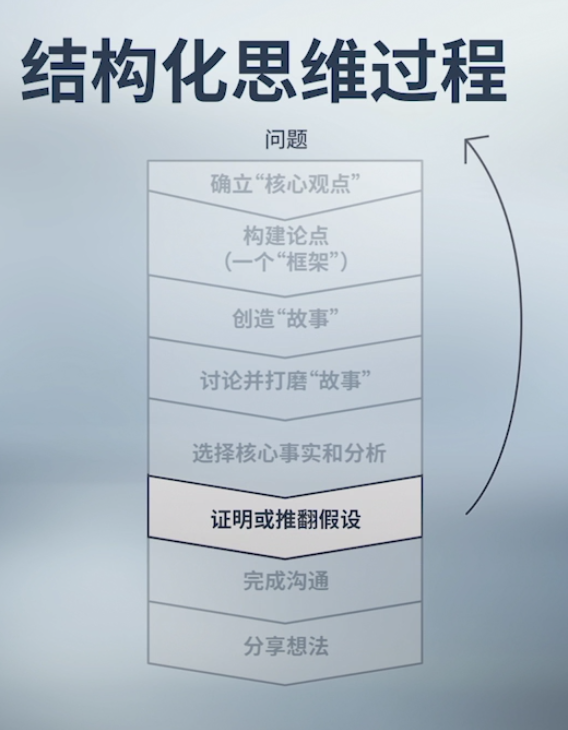 结构化思维过程
问题
确立“核心观点”
构建论点
（一个“框架”）
创造“故事”
讨论并打磨“故事”
选择核心事实和分析
证明或推翻假设
完成沟通
分享想法